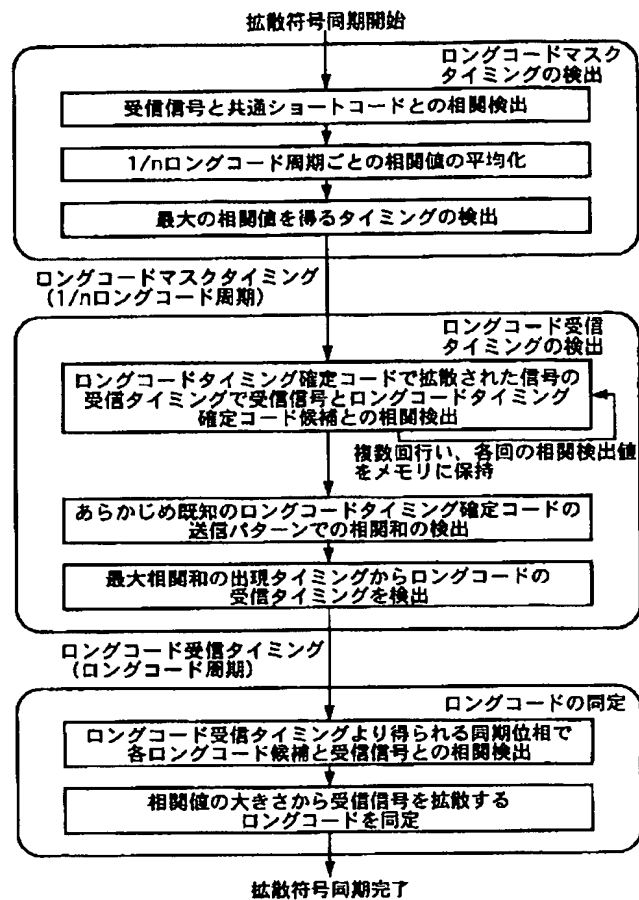 拡散符号同期開始
ロングコードマスク
タイミングの検出
受信信号と共通ショートコードとの相関検出
1/nロングコード周期ごとの相関値の平均化
最大の相関値を得るタイミングの検出
ロングコードマスクタイミング
(1/nロングコード周期)
ロングコード受信
タイミングの検出
ロングコードタイミング確定コードで拡散された信号の
受信タイミングで受信信号とロングコードタイミング
確定コード候補との相関検出
複数回行い、各回の相関検出値
をメモリに保持
あらかじめ既知のロングコードタイミング確定コードの
送信パターンでの相関和の検出
最大相関和の出現タイミングからロングコードの
受信タイミングを検出
ロングコード受信タイミング
(ロングコード周期)
ロングコードの同定
ロングコード受信タイミングより得られる同期位相で
各ロングコード候補と受信信号との相関検出
相関値の大きさから受信信号を拡散する
ロングコードを同定
拡散符号同期完了